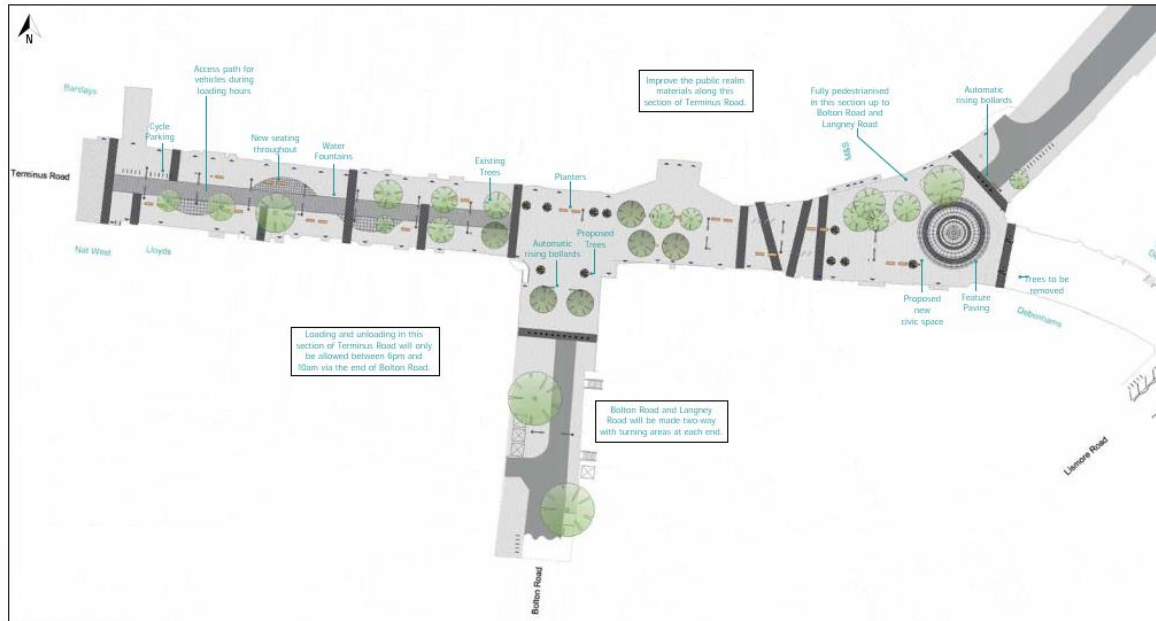 N
Barclays
Access path for
vehicles during
loading hours
Cycle
Parking
New seating
throughout
Water
Fountains
Existing
Trees
Planters
Improve the public realm
materials along this
section of Terminus Road.
Fully pedestrianised
in this section up to
Bolton Road and
Langney Road
M&S
Automatic
rising bollards
Terminus Road
Nat West
Lloyds
Automatic
rising bollards
Proposed
Trees
Proposed
new
civic space
Feature
Paving
Trees to be
removed
Debenhams
Loading and unloading in this
section of Terminus Road will only
be allowed between 6pm and
10am via the end of Bolton Road.
Bolton Road and Langney
Road will be made two-way
with turning areas at each end.
Lismore Road
Bolton Road